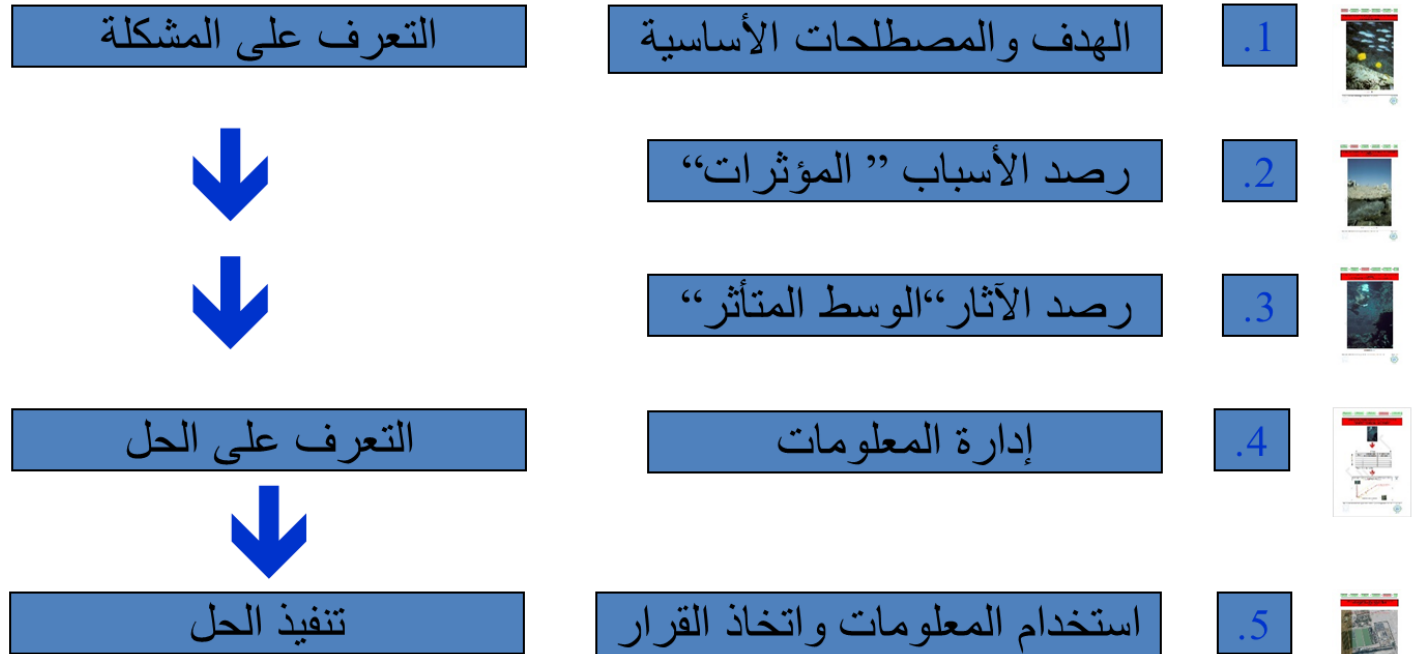 .1
الهدف والمصطلحات الأساسية
التعرف على المشكلة
.2
رصد الأسباب ” المؤثرات“
.3
رصد الآثار“الوسط المتأثر“
.4
إدارة المعلومات
التعرف على الحل
.5
استخدام المعلومات واتخاذ القرار
تنفيذ الحل